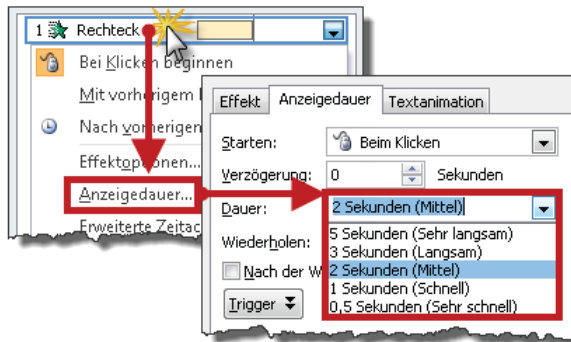 1 Rechteck
Bei Klicken beginnen
Mit vorherigem
Nach vorherigem
Effektoptionen...
Anzeigedauer...
Erweiterte
Effekt Anzeigedauer Textanimation
Starten: Beim Klicken
Verzögerung: 0 Sekunden
Dauer: 2 Sekunden (Mittel)
5 Sekunden (Sehr langsam)
3 Sekunden (Langsam)
2 Sekunden (Mittel)
1 Sekunden (Schnell)
0,5 Sekunden (Sehr schnell)
Wiederholen:
Nach der W
Trigger